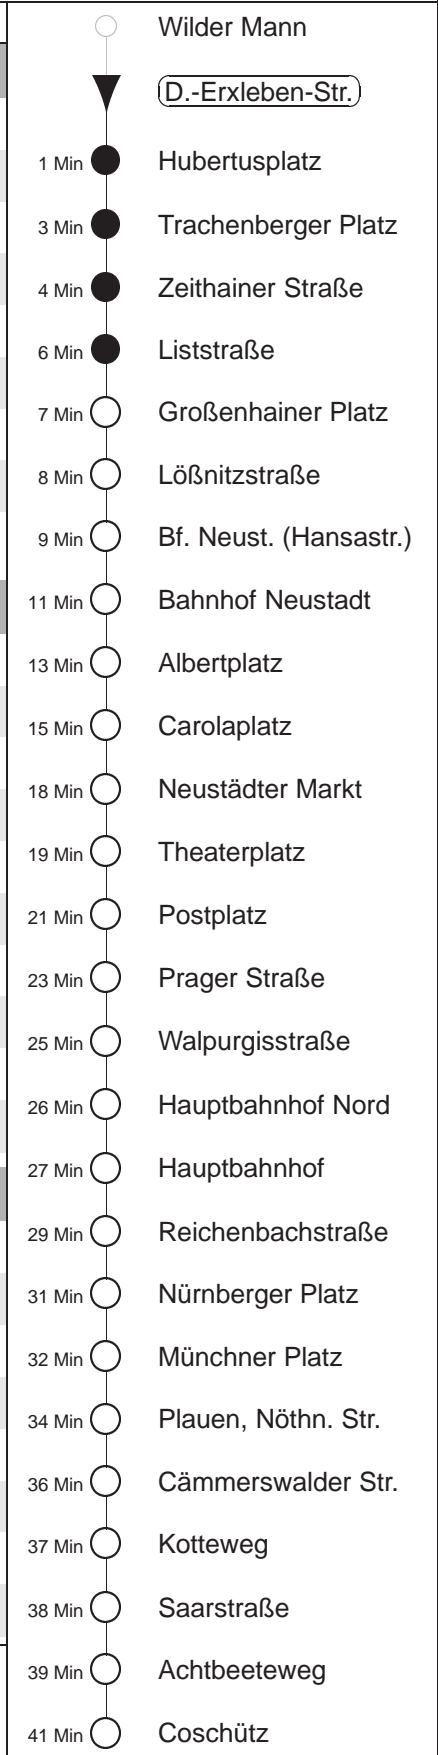 Wilder Mann
D.-Erxleben-Str.
1 Min Hubertusplatz
3 Min Trachenberger Platz
4 Min Zeithainer Straße
6 Min Liststraße
7 Min Großenhainer Platz
8 Min Lößnitzstraße
9 Min Bf. Neust. (Hansastr.)
11 Min Bahnhof Neustadt
13 Min Albertplatz
15 Min Carolaplatz
18 Min Neustädter Markt
19 Min Theaterplatz
21 Min Postplatz
23 Min Prager Straße
25 Min Walpurgisstraße
26 Min Hauptbahnhof Nord
27 Min Hauptbahnhof
29 Min Reichenbachstraße
31 Min Nürnberger Platz
32 Min Münchner Platz
34 Min Plauen, Nöthn. Str.
36 Min Cämmerswalder Str.
37 Min Kotteweg
38 Min Saarstraße
39 Min Achtbeeteweg
41 Min Coschütz